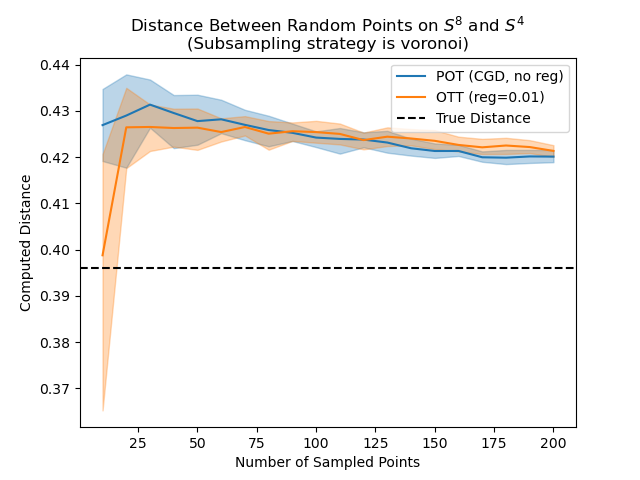 Distance Between Random Points on S⁸ and S⁴
(Subsampling strategy is voronoi)
POT (CGD, no reg)
OTT (reg=0.01)
True Distance
Computed Distance
0.44
0.43
0.42
0.41
0.40
0.39
0.38
0.37
25 50 75 100 125 150 175 200
Number of Sampled Points